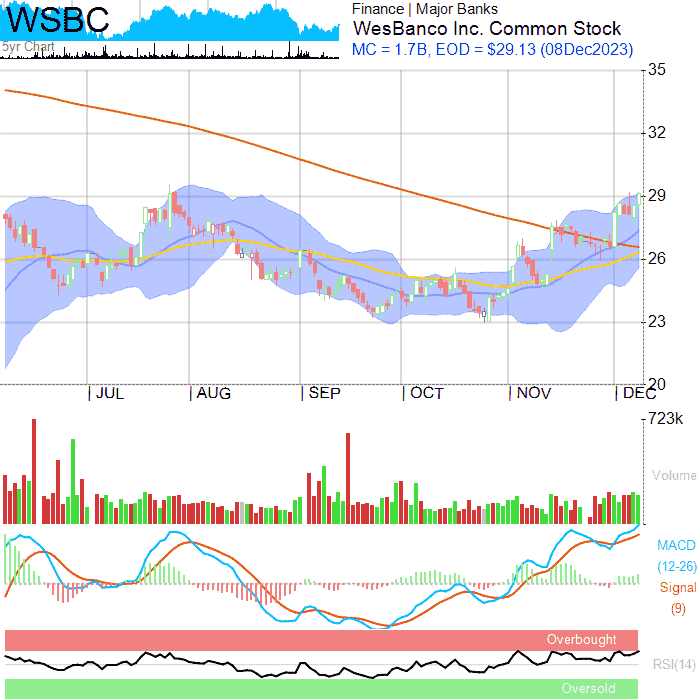 WSBC
5yr Chart
Finance | Major Banks
WesBanco Inc. Common Stock
MC = 1.7B, EOD = $29.13 (08Dec2023)
35
32
29
26
23
20
JUL AUG SEP OCT NOV DEC
723k
Volume
MACD
(12-26)
Signal
(9)
Overbought
RSI(14)
Oversold